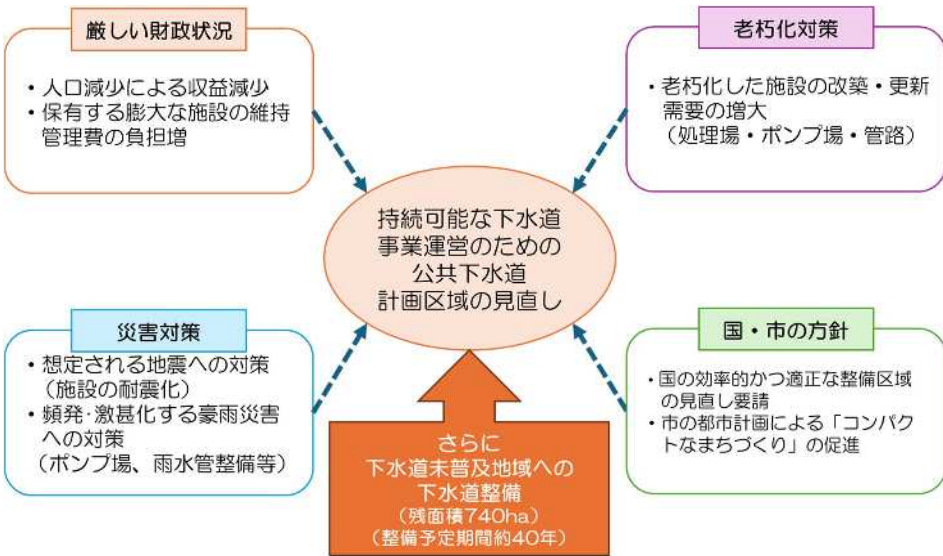 厳しい財政状況
・人口減少による収益減少
・保有する膨大な施設の維持
管理費の負担増
老朽化対策
・老朽化した施設の改築・更新
需要の増大
（処理場・ポンプ場・管路）
持続可能な下水道
事業運営のための
公共下水道
計画区域の見直し
災害対策
・想定される地震への対策
（施設の耐震化）
・頻発・激甚化する豪雨災害
への対策
（ポンプ場、雨水管整備等）
国・市の方針
・国の効率的かつ適正な整備区域
の見直し要請
・市の都市計画による「コンパク
トなまちづくり」の促進
さらに
下水道未普及地域への
下水道整備
（残面積740ha）
（整備予定期間約40年）